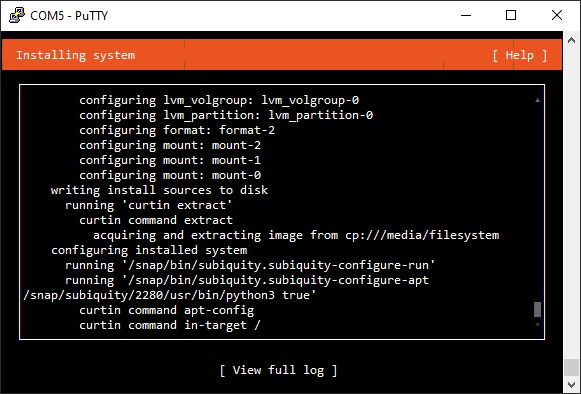 COM5 - PuTTY
Installing system [ Help ]
configuring lvm_volgroup: lvm_volgroup-0
configuring lvm_partition: lvm_partition-0
configuring format: format-2
configuring mount: mount-2
configuring mount: mount-1
configuring mount: mount-0
writing install sources to disk
running 'curtin extract'
curtin command extract
acquiring and extracting image from cp:///media/filesystem
configuring installed system
running '/snap/bin/subiquity.subiquity-configure-run'
running '/snap/bin/subiquity.subiquity-configure-apt
/snap/subiquity/2280/usr/bin/python3 true'
curtin command apt-config
curtin command in-target /
[ View full log ]